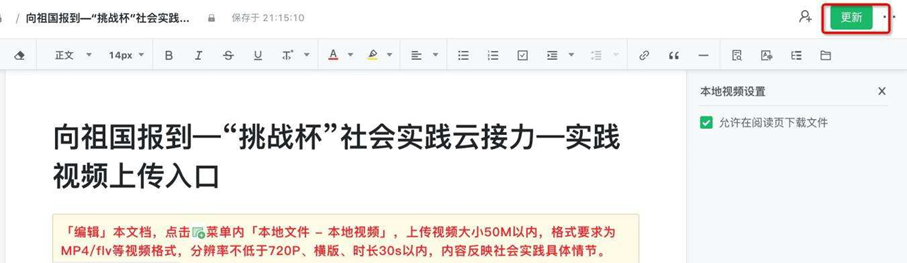 / 向祖国报到—“挑战杯”社会实践... 保存于 21:15:10 更新
正文 14px B I S U T A
本地视频设置
允许在阅读页下载文件
向祖国报到—“挑战杯”社会实践云接力—实践
视频上传入口
「编辑」本文档，点击菜单内「本地文件 – 本地视频」，上传视频大小50M以内，格式要求为
MP4/flv等视频格式，分辨率不低于720P、横版、时长30s以内，内容反映社会实践具体情节。